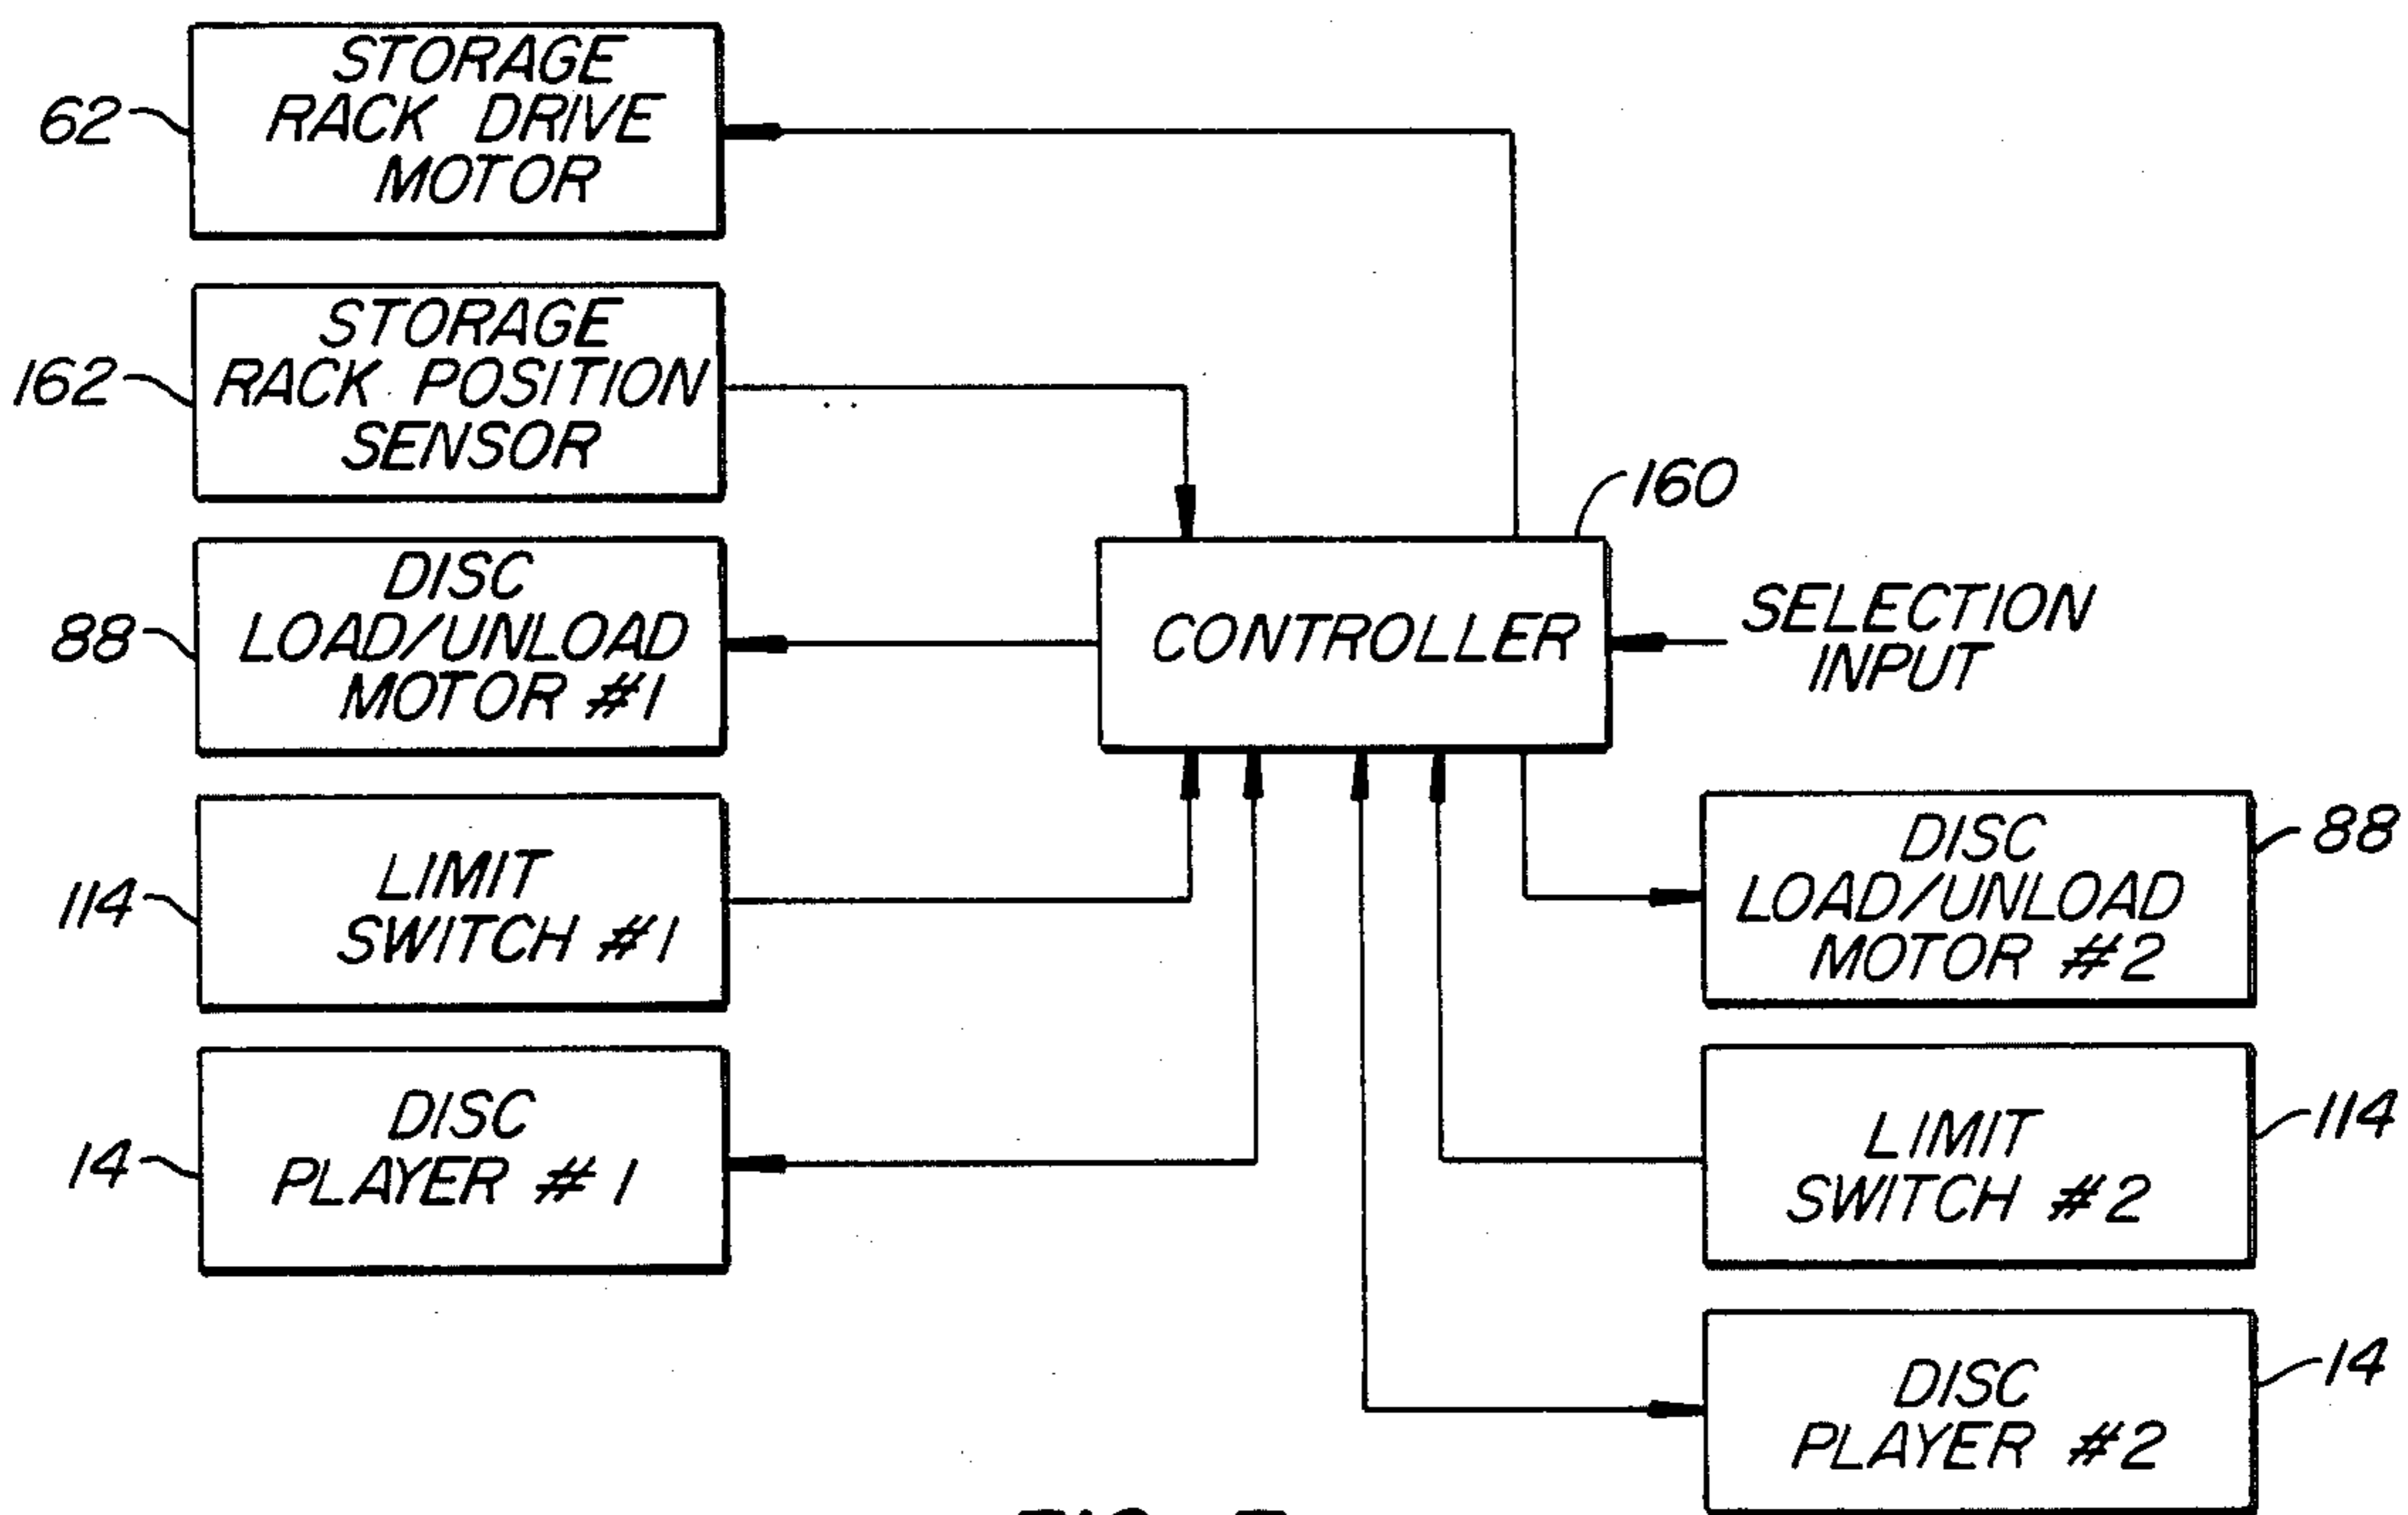 STORAGE
RACK DRIVE
MOTOR
62
STORAGE
RACK POSITION
SENSOR
162
DISC
LOAD/UNLOAD
MOTOR #1
88
LIMIT
SWITCH #1
114
DISC
PLAYER #1
14
CONTROLLER
160
SELECTION
INPUT
DISC
LOAD/UNLOAD
MOTOR #2
88
LIMIT
SWITCH #2
114
DISC
PLAYER #2
14